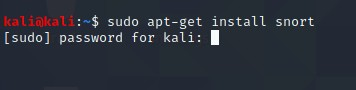 kali@kali:~$ sudo apt-get install snort
[sudo] password for kali: